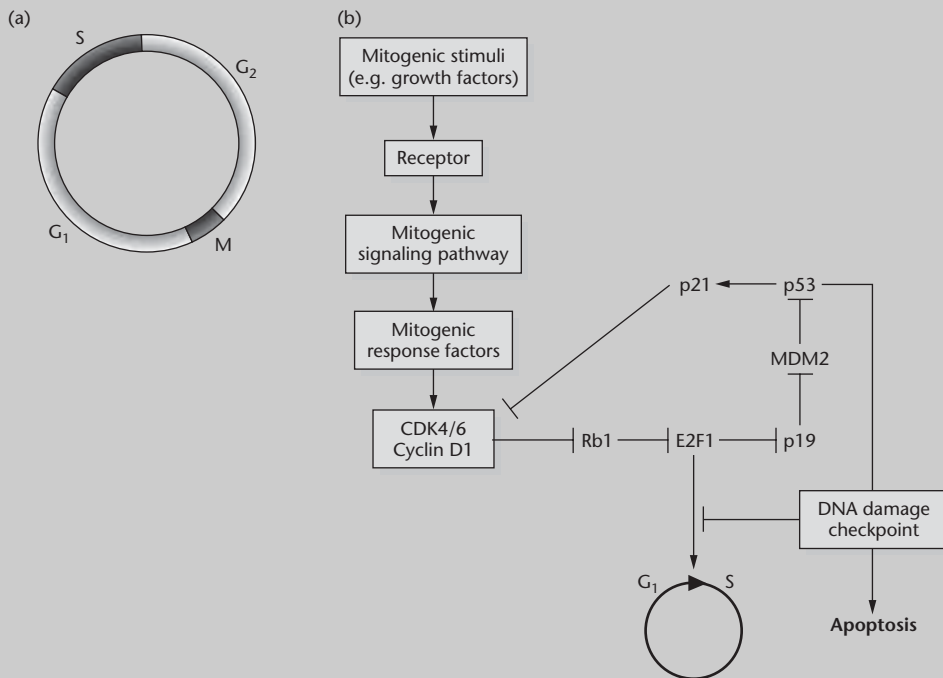 (a)
S
G2
G1
M
(b)
Mitogenic stimuli
(e.g. growth factors)
Receptor
Mitogenic
signaling pathway
Mitogenic
response factors
CDK4/6
Cyclin D1
p21
p53
MDM2
Rb1
E2F1
p19
DNA damage
checkpoint
G1
S
Apoptosis